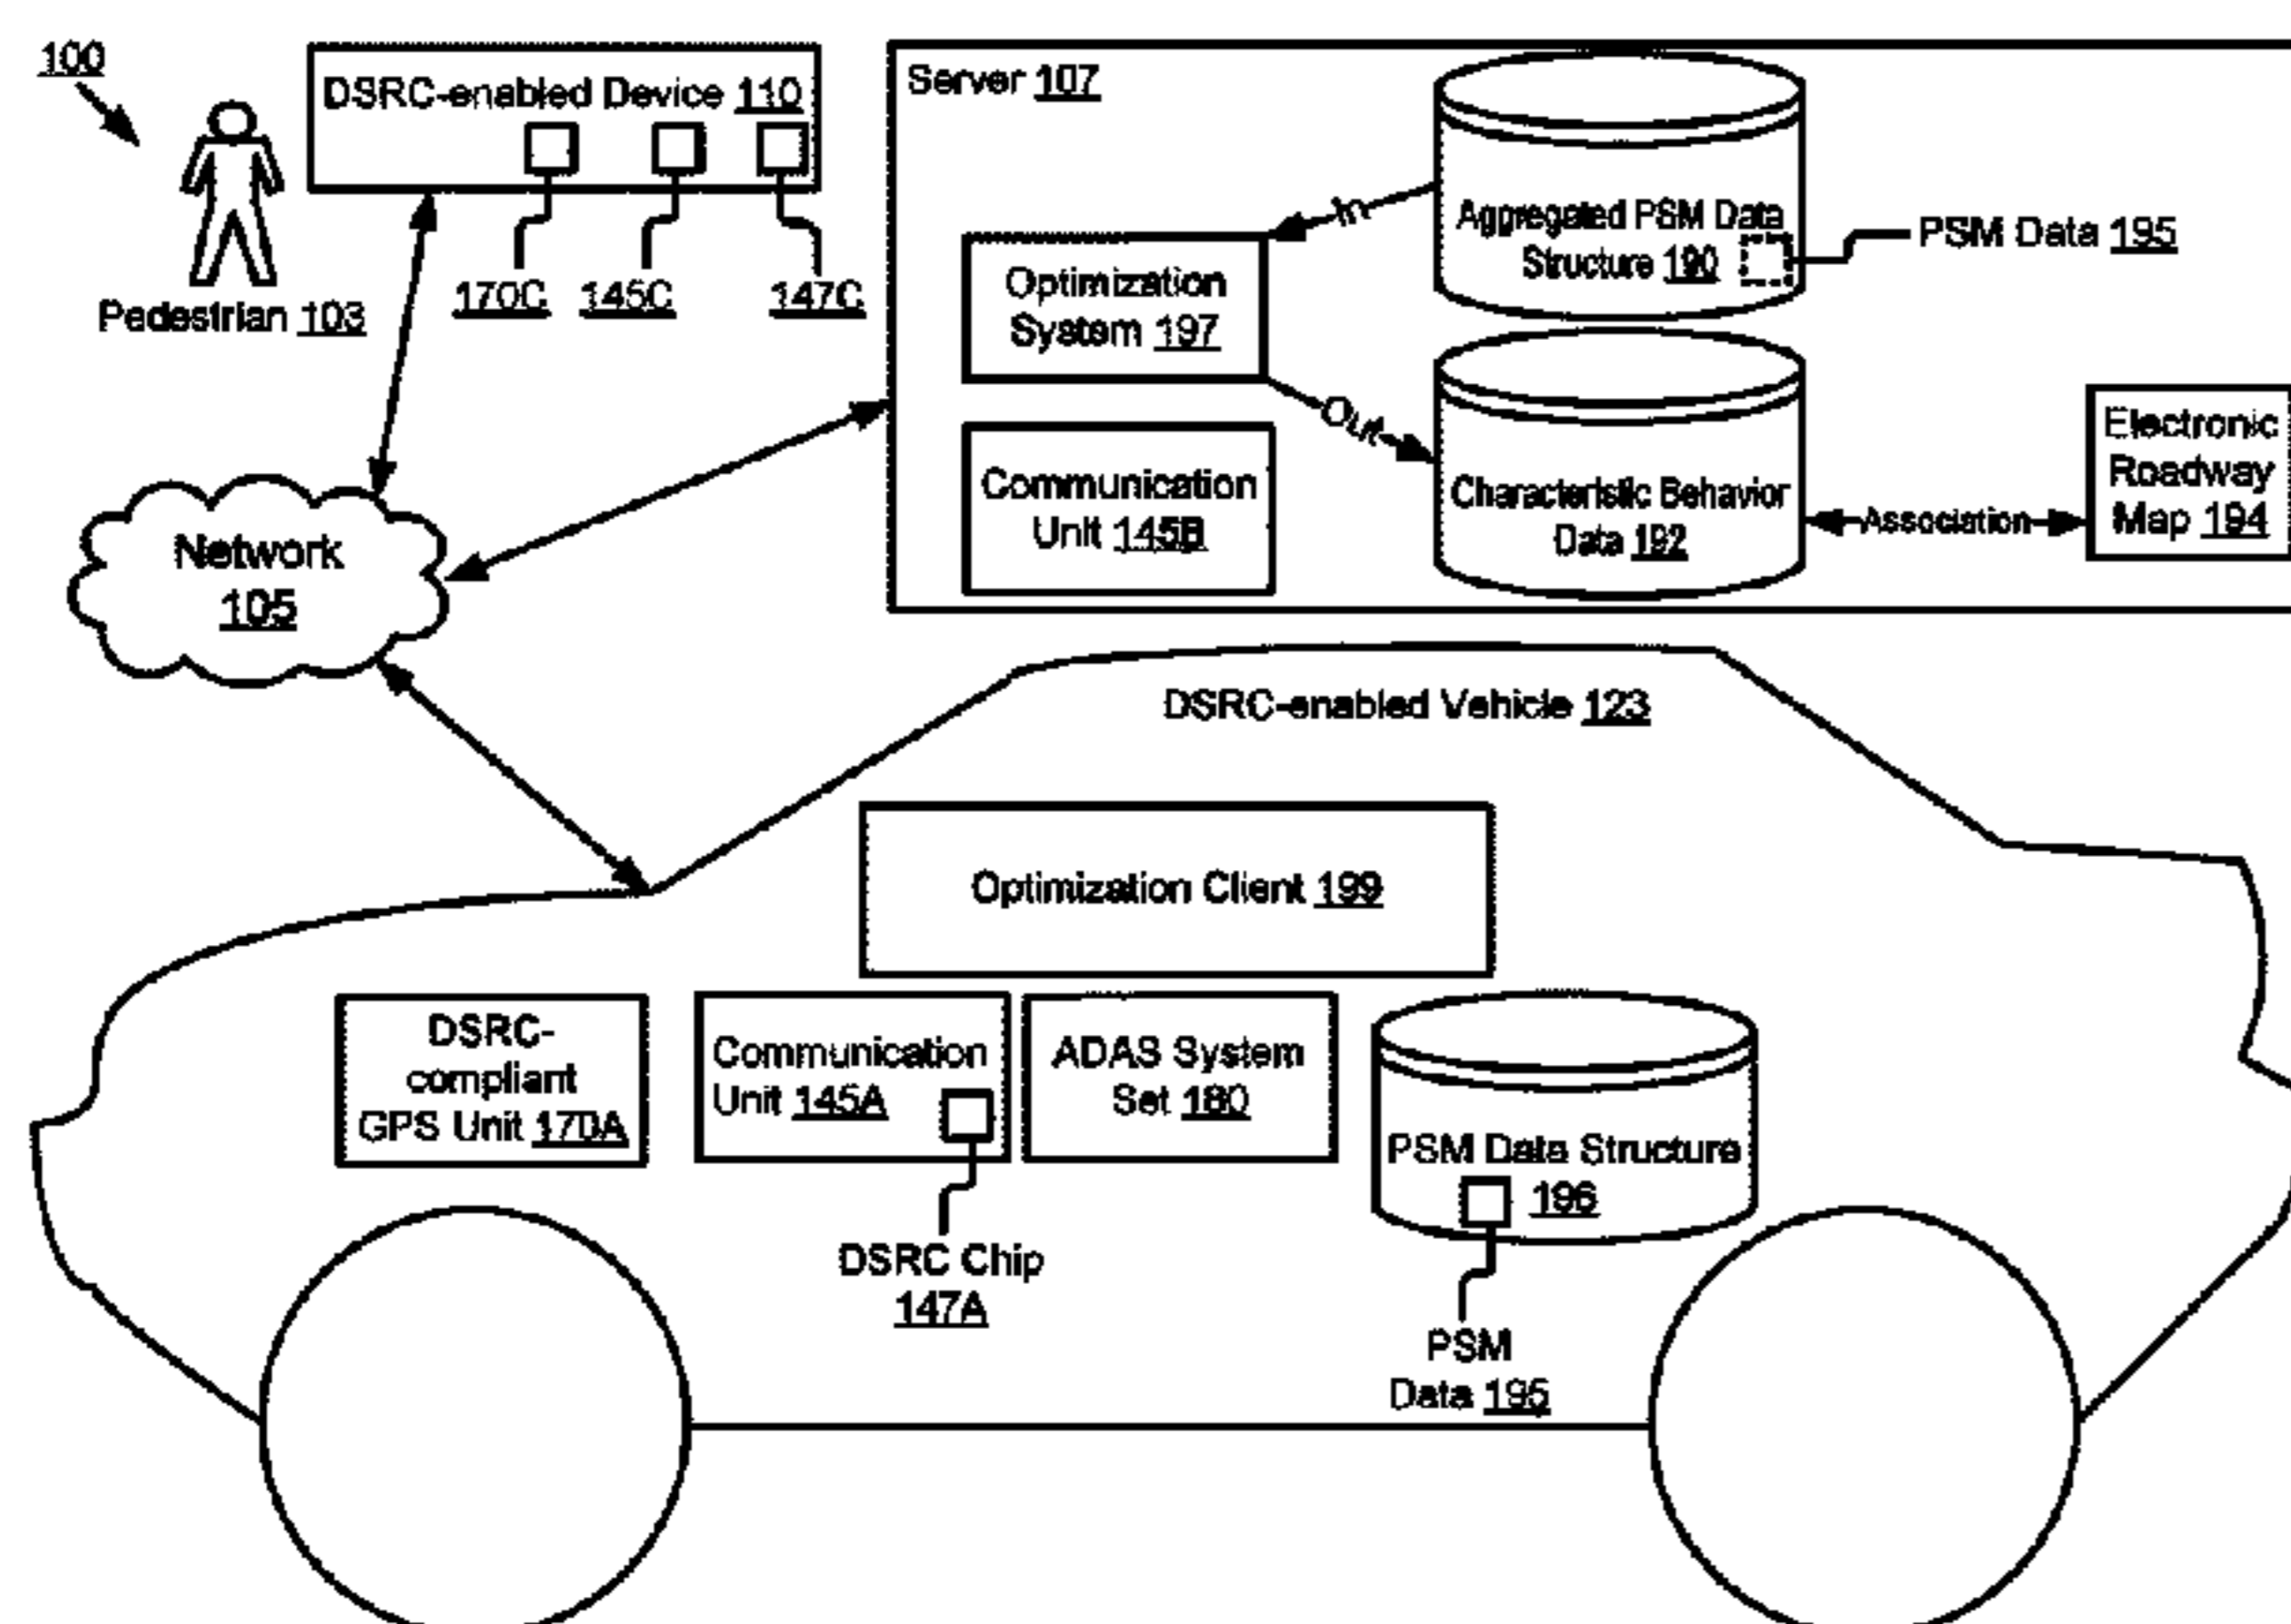 100
DSRC-enabled Device 110
170C
145C
147C
Pedestrian 103
Server 107
Aggregated PSM Data
Structure 190
PSM Data 195
In
Optimization
System 197
Out
Communication
Unit 145B
Characteristic Behavior
Data 192
Association
Electronic
Roadway
Map 194
Network
105
DSRC-enabled Vehicle 123
Optimization Client 199
DSRC-
compliant
GPS Unit 170A
Communication
Unit 145A
ADAS System
Set 180
PSM Data Structure
196
DSRC Chip
147A
PSM
Data 195